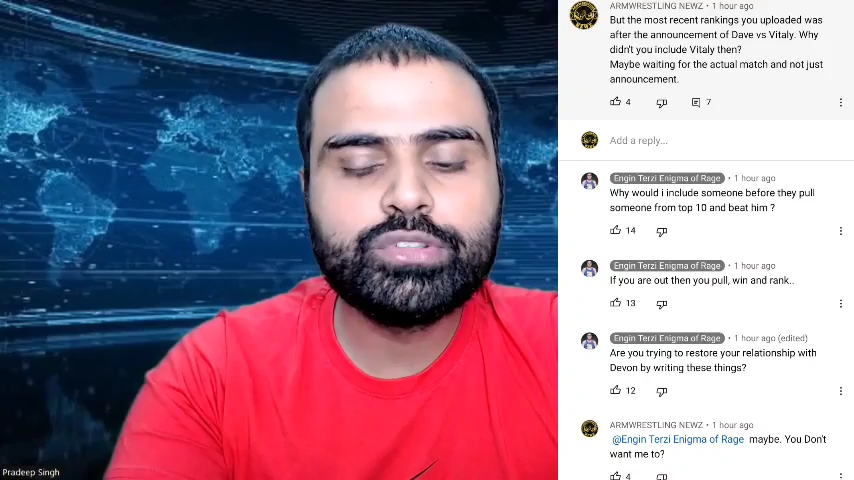 ARMWRESTLING NEWZ • 1 hour ago
But the most recent rankings you uploaded was
after the announcement of Dave vs Vitaly. Why
didn't you include Vitaly then?
Maybe waiting for the actual match and not just
announcement.
4 7
Add a reply...
Engin Terzi Enigma of Rage • 1 hour ago
Why would i include someone before they pull
someone from top 10 and beat him ?
14
Engin Terzi Enigma of Rage • 1 hour ago
If you are out then you pull, win and rank..
13
Engin Terzi Enigma of Rage • 1 hour ago (edited)
Are you trying to restore your relationship with
Devon by writing these things?
12
ARMWRESTLING NEWZ • 1 hour ago
@Engin Terzi Enigma of Rage maybe. You Don't
want me to?
4
Pradeep Singh